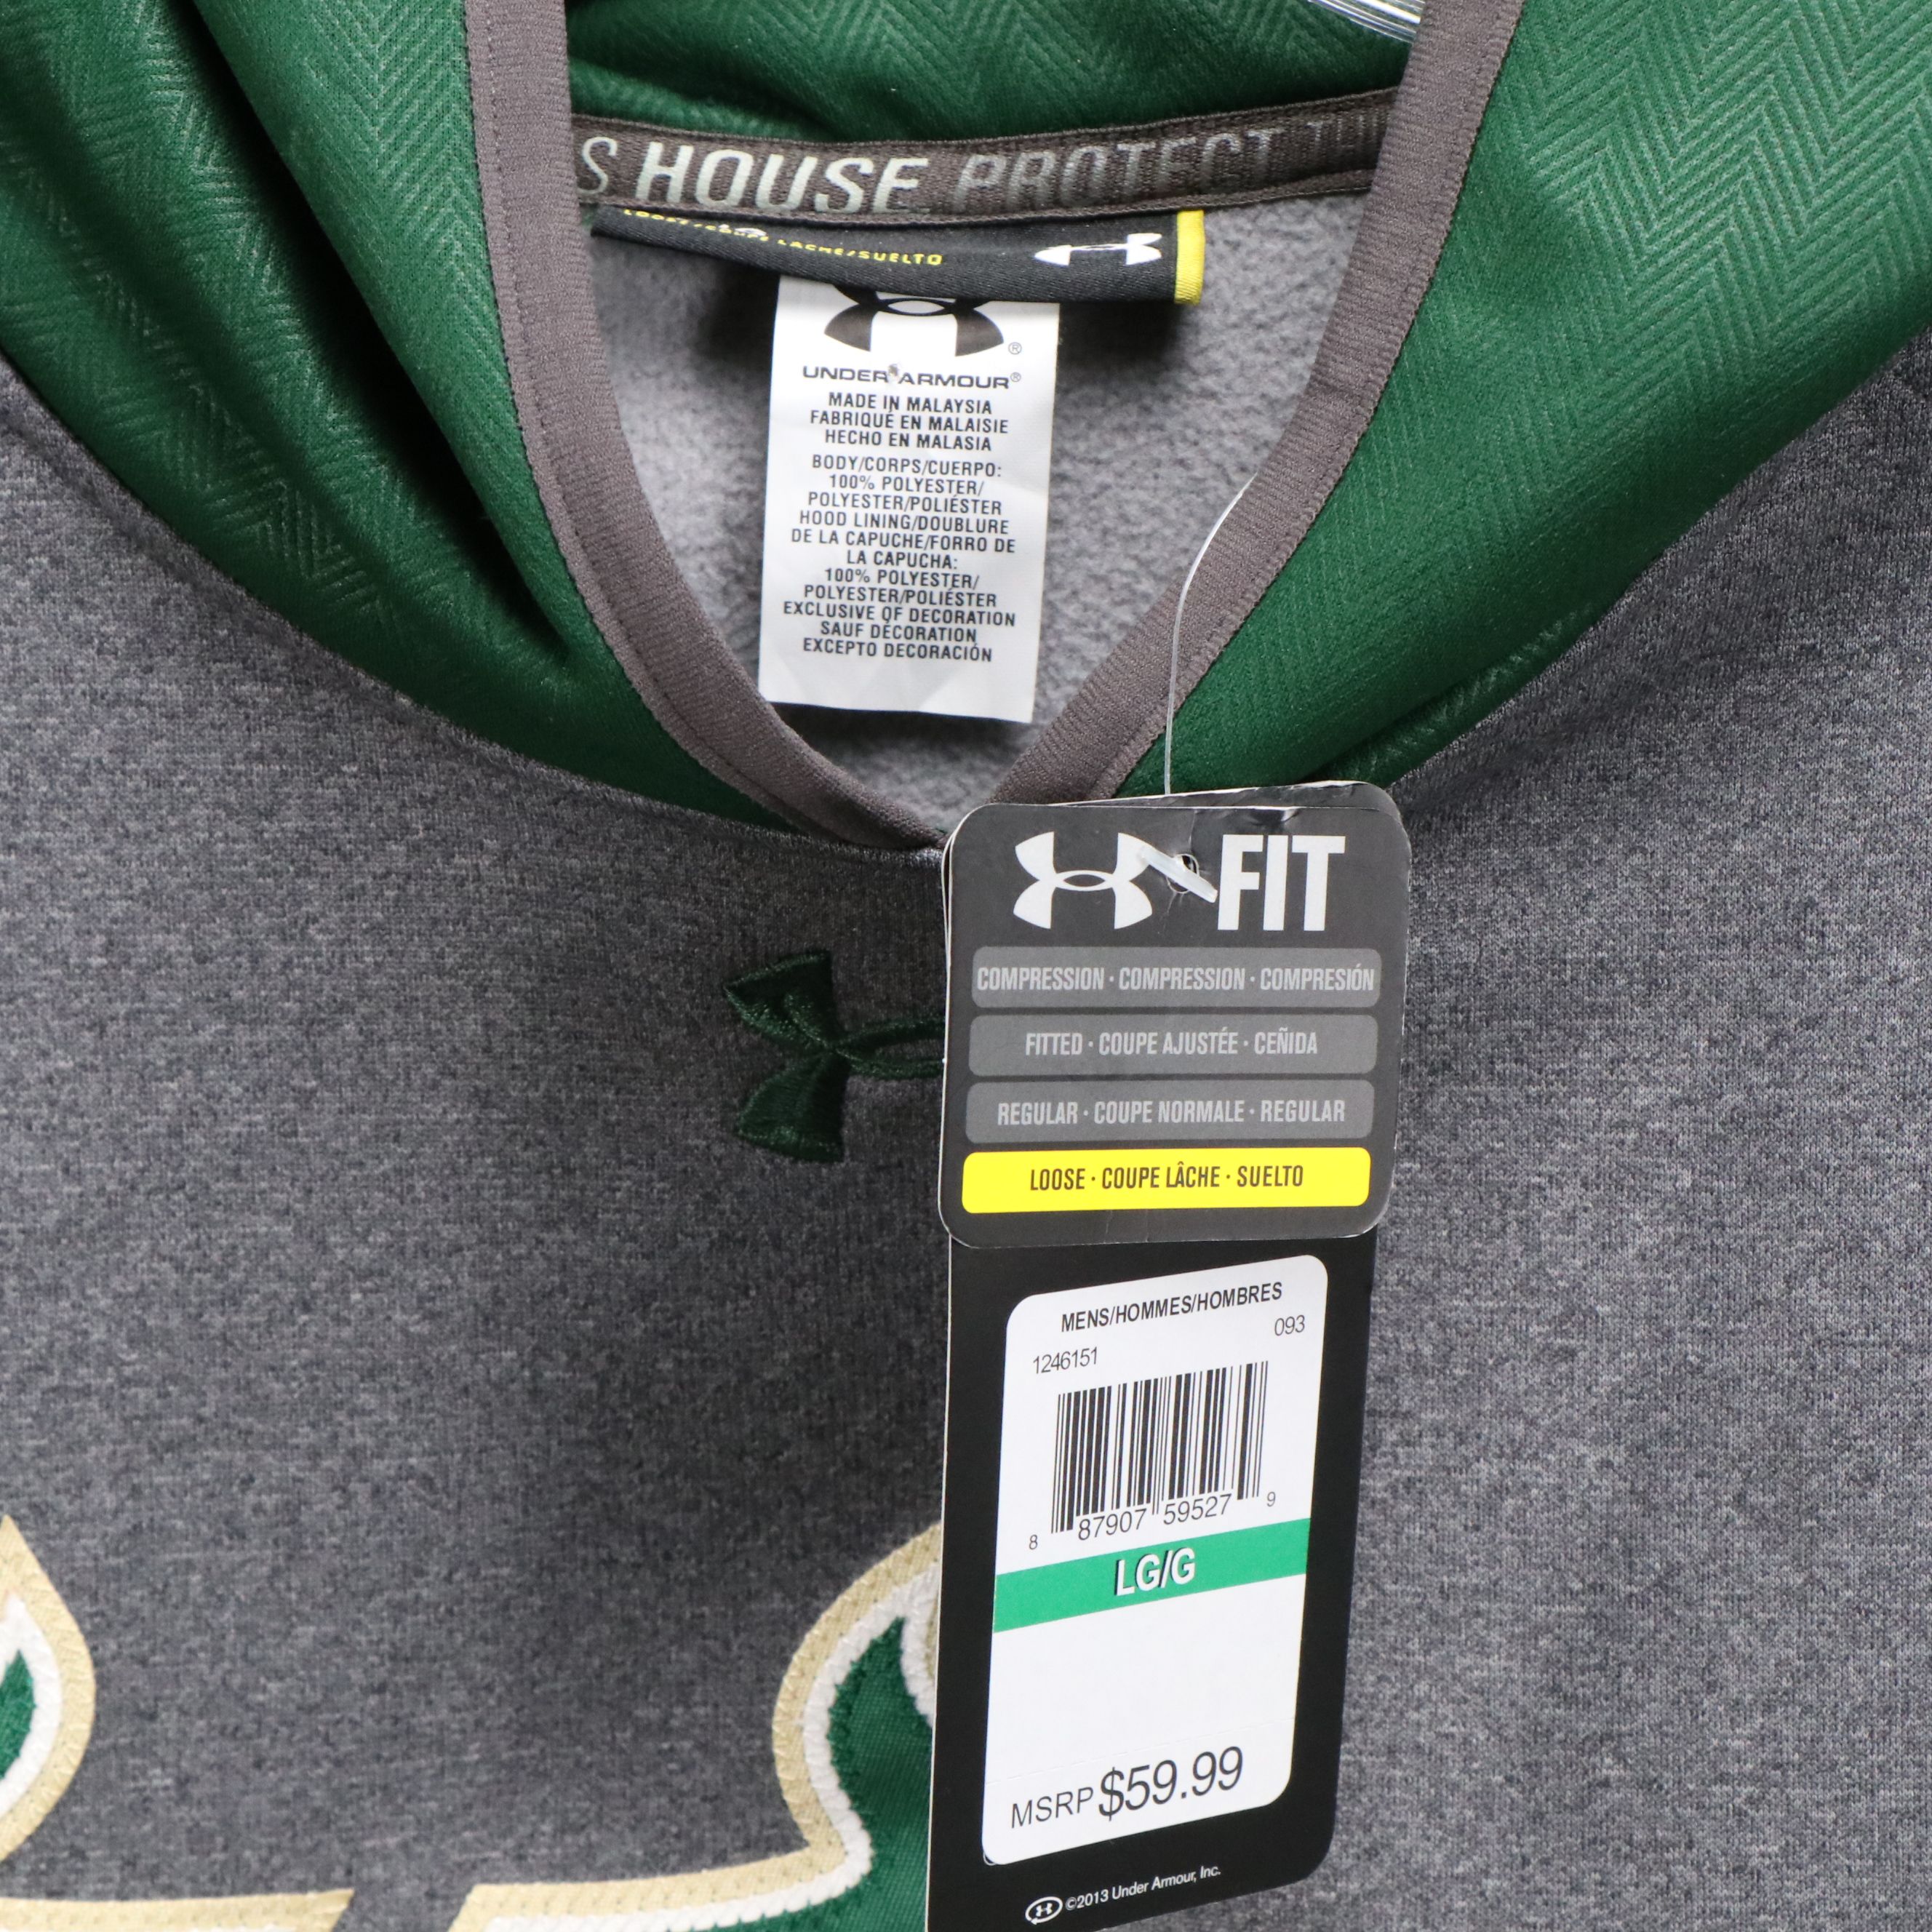 S HOUSE PROTECT TH
COUPE LÂCHE/SUELTO
®
UNDER ARMOUR®
MADE IN MALAYSIA
FABRIQUÉ EN MALAISIE
HECHO EN MALASIA
BODY/CORPS/CUERPO:
100% POLYESTER/
POLYESTER/POLIÉSTER
HOOD LINING/DOUBLURE
DE LA CAPUCHE/FORRO DE
LA CAPUCHA:
100% POLYESTER/
POLYESTER/POLIÉSTER
EXCLUSIVE OF DECORATION
SAUF DÉCORATION
EXCEPTO DECORACIÓN
FIT
COMPRESSION · COMPRESSION · COMPRESIÓN
FITTED · COUPE AJUSTÉE · CEÑIDA
REGULAR · COUPE NORMALE · REGULAR
LOOSE · COUPE LÂCHE · SUELTO
MENS/HOMMES/HOMBRES
093
1246151
8 87907 59527 9
LG/G
MSRP $59.99
©2013 Under Armour, Inc.